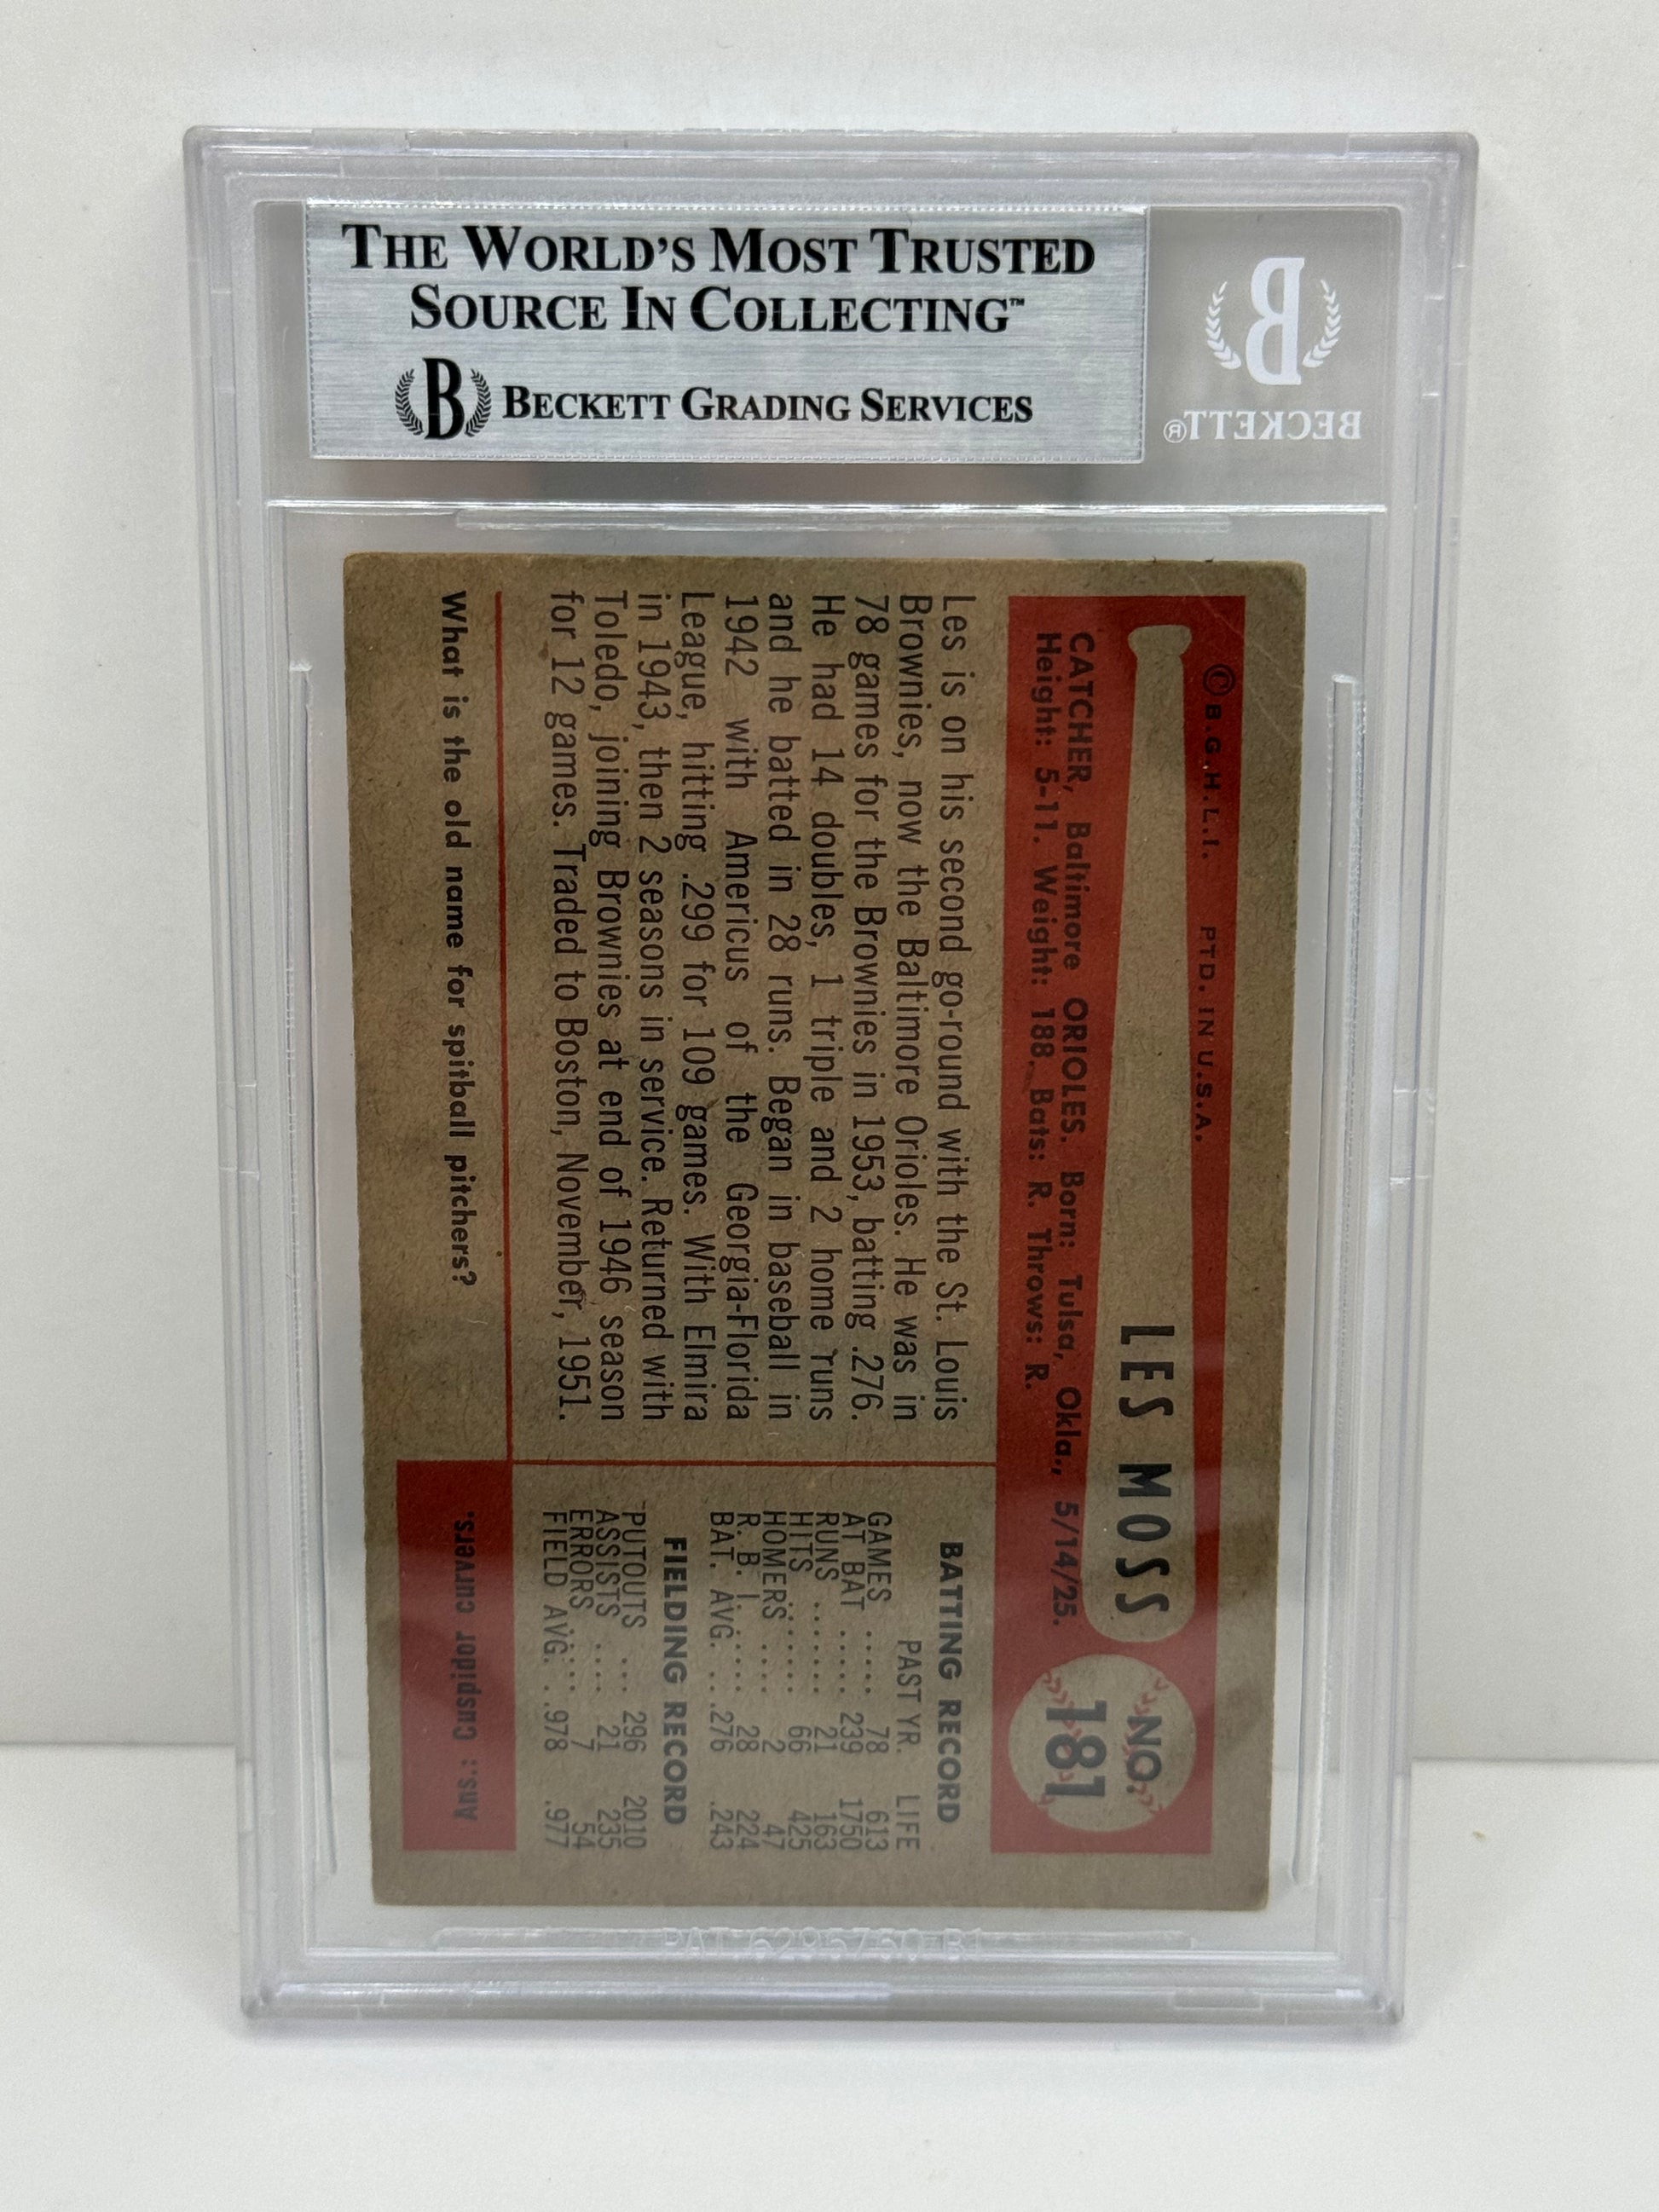 THE WORLD'S MOST TRUSTED
SOURCE IN COLLECTING™
B BECKETT GRADING SERVICES
B
BECKETT®
© B.G.H.L.I. PTD. IN U.S.A.
LES MOSS
NO.
181
CATCHER, Baltimore ORIOLES. Born: Tulsa, Okla., 5/14/25.
Height: 5-11. Weight: 188. Bats: R. Throws: R.
Les is on his second go-round with the St. Louis
Brownies, now the Baltimore Orioles. He was in
78 games for the Brownies in 1953, batting .276.
He had 14 doubles, 1 triple and 2 home runs
and he batted in 28 runs. Began in baseball in
1942 with Americus of the Georgia-Florida
League, hitting .299 for 109 games. With Elmira
in 1943, then 2 seasons in service. Returned with
Toledo, joining Brownies at end of 1946 season
for 12 games. Traded to Boston, November, 1951.
BATTING RECORD
PAST YR. LIFE
GAMES ..... 78 613
AT BAT ..... 239 1750
RUNS ....... 21 163
HITS ....... 66 425
HOMERS .... 2 47
R. B. I. ..... 28 224
BAT. AVG. .. .276 .243
FIELDING RECORD
PUTOUTS ... 296 2010
ASSISTS .... 21 235
ERRORS ..... 7 54
FIELD AVG. . .978 .977
What is the old name for spitball pitchers?
Ans.: Cuspidor curvers.
PAT 6295750 B1